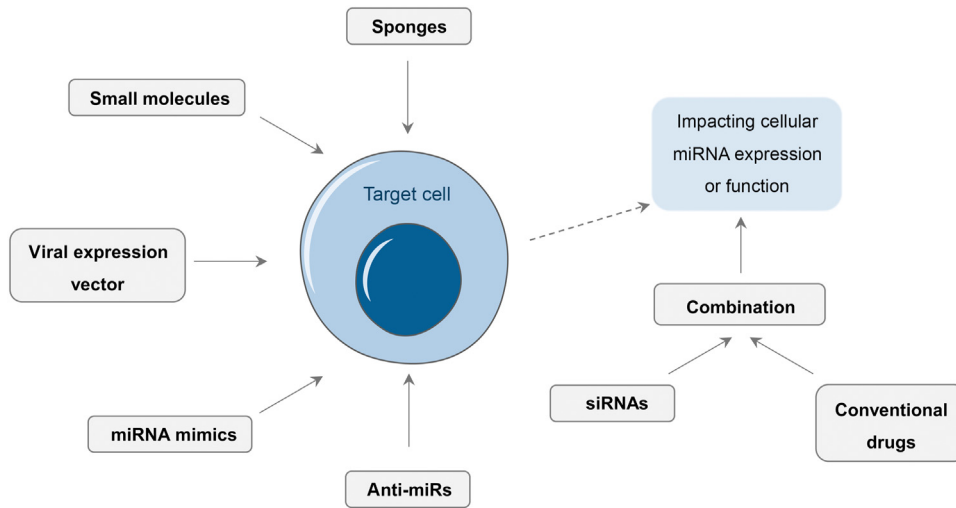 Sponges
Small molecules
Target cell
Impacting cellular
miRNA expression
or function
Viral expression
vector
Combination
siRNAs
Conventional
drugs
miRNA mimics
Anti-miRs